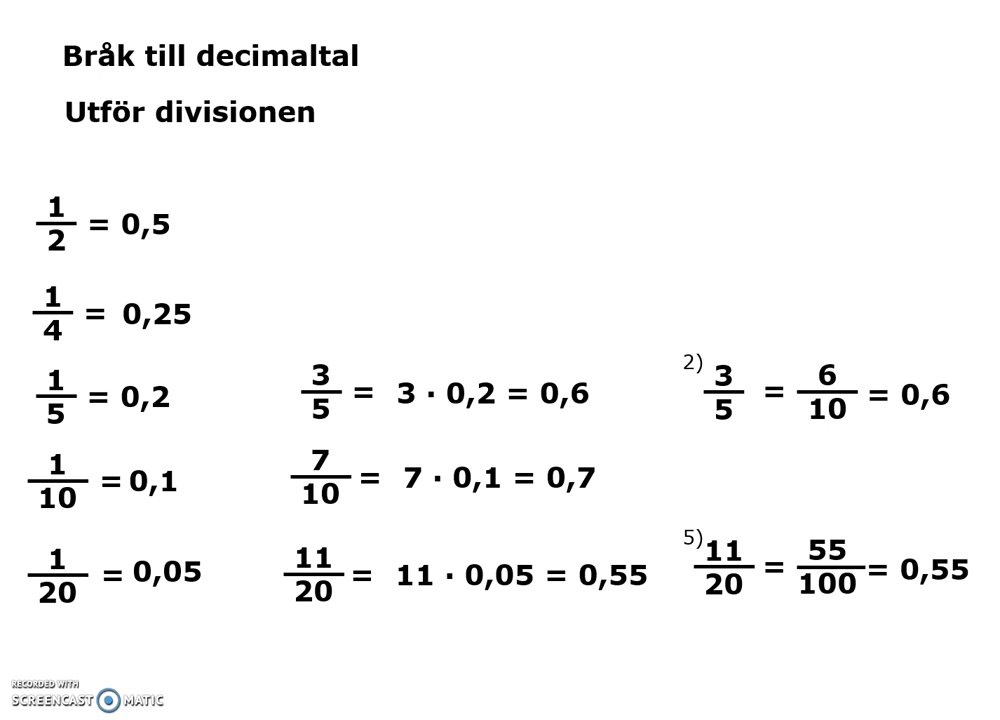 Bråk till decimaltal
Utför divisionen
1/2 = 0,5
1/4 = 0,25
1/5 = 0,2
3/5 = 3 · 0,2 = 0,6
2) 3/5 = 6/10 = 0,6
1/10 = 0,1
7/10 = 7 · 0,1 = 0,7
1/20 = 0,05
11/20 = 11 · 0,05 = 0,55
5) 11/20 = 55/100 = 0,55
RECORDED WITH
SCREENCAST MATIC